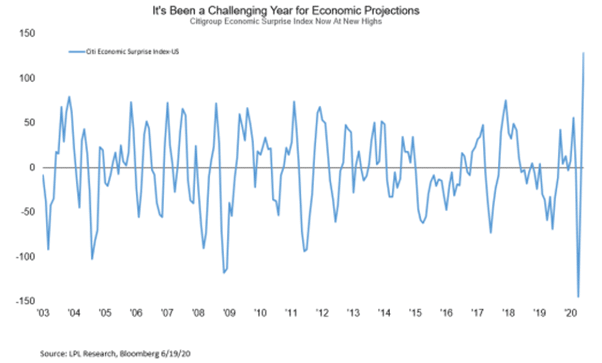 It's Been a Challenging Year for Economic Projections
Citigroup Economic Surprise Index Now At New Highs
150
Citi Economic Surprise Index-US
100
50
0
-50
-100
-150
'03 '04 '05 '06 '07 '08 '09 '10 '11 '12 '13 '14 '15 '16 '17 '18 '19 '20
Source: LPL Research, Bloomberg 6/19/20